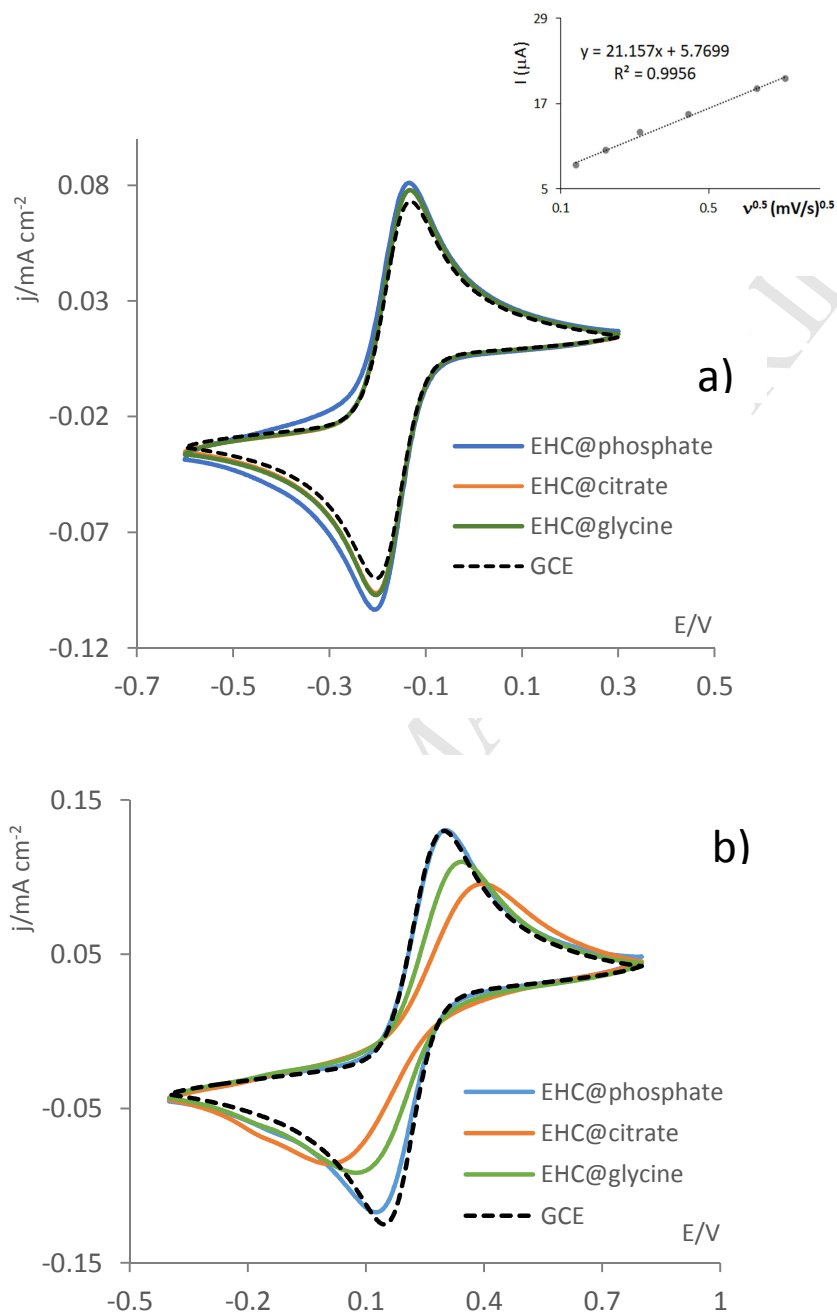 29
17
5
I (µA)
y = 21.157x + 5.7699
R² = 0.9956
0.1
0.5
ν^0.5 (mV/s)^0.5
j/mA cm⁻²
0.08
0.03
-0.02
-0.07
-0.12
a)
EHC@phosphate
EHC@citrate
EHC@glycine
GCE
E/V
-0.7
-0.5
-0.3
-0.1
0.1
0.3
0.5
j/mA cm⁻²
0.15
0.05
-0.05
-0.15
b)
EHC@phosphate
EHC@citrate
EHC@glycine
GCE
E/V
-0.5
-0.2
0.1
0.4
0.7
1